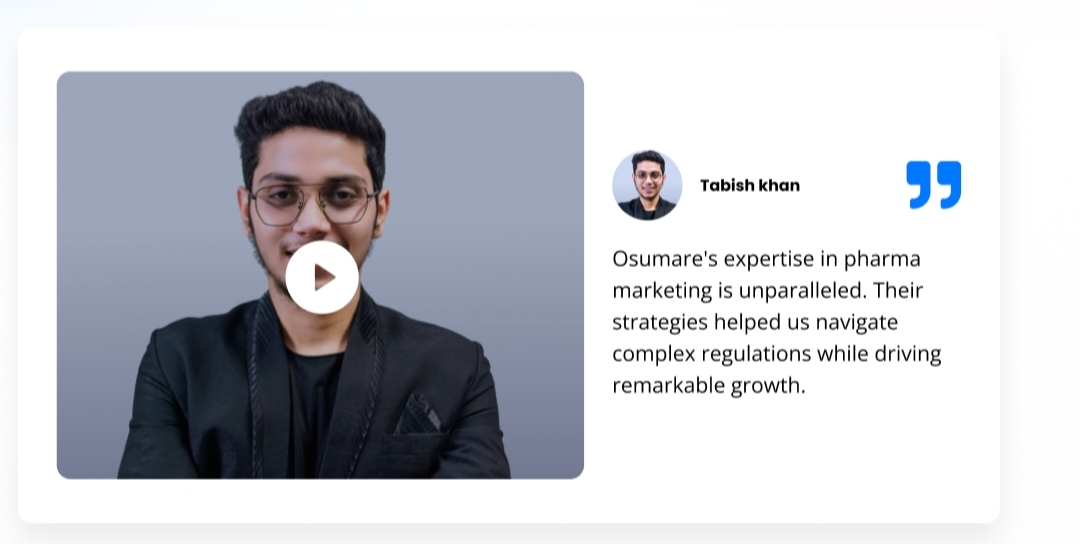 Tabish khan
Osumare's expertise in pharma
marketing is unparalleled. Their
strategies helped us navigate
complex regulations while driving
remarkable growth.